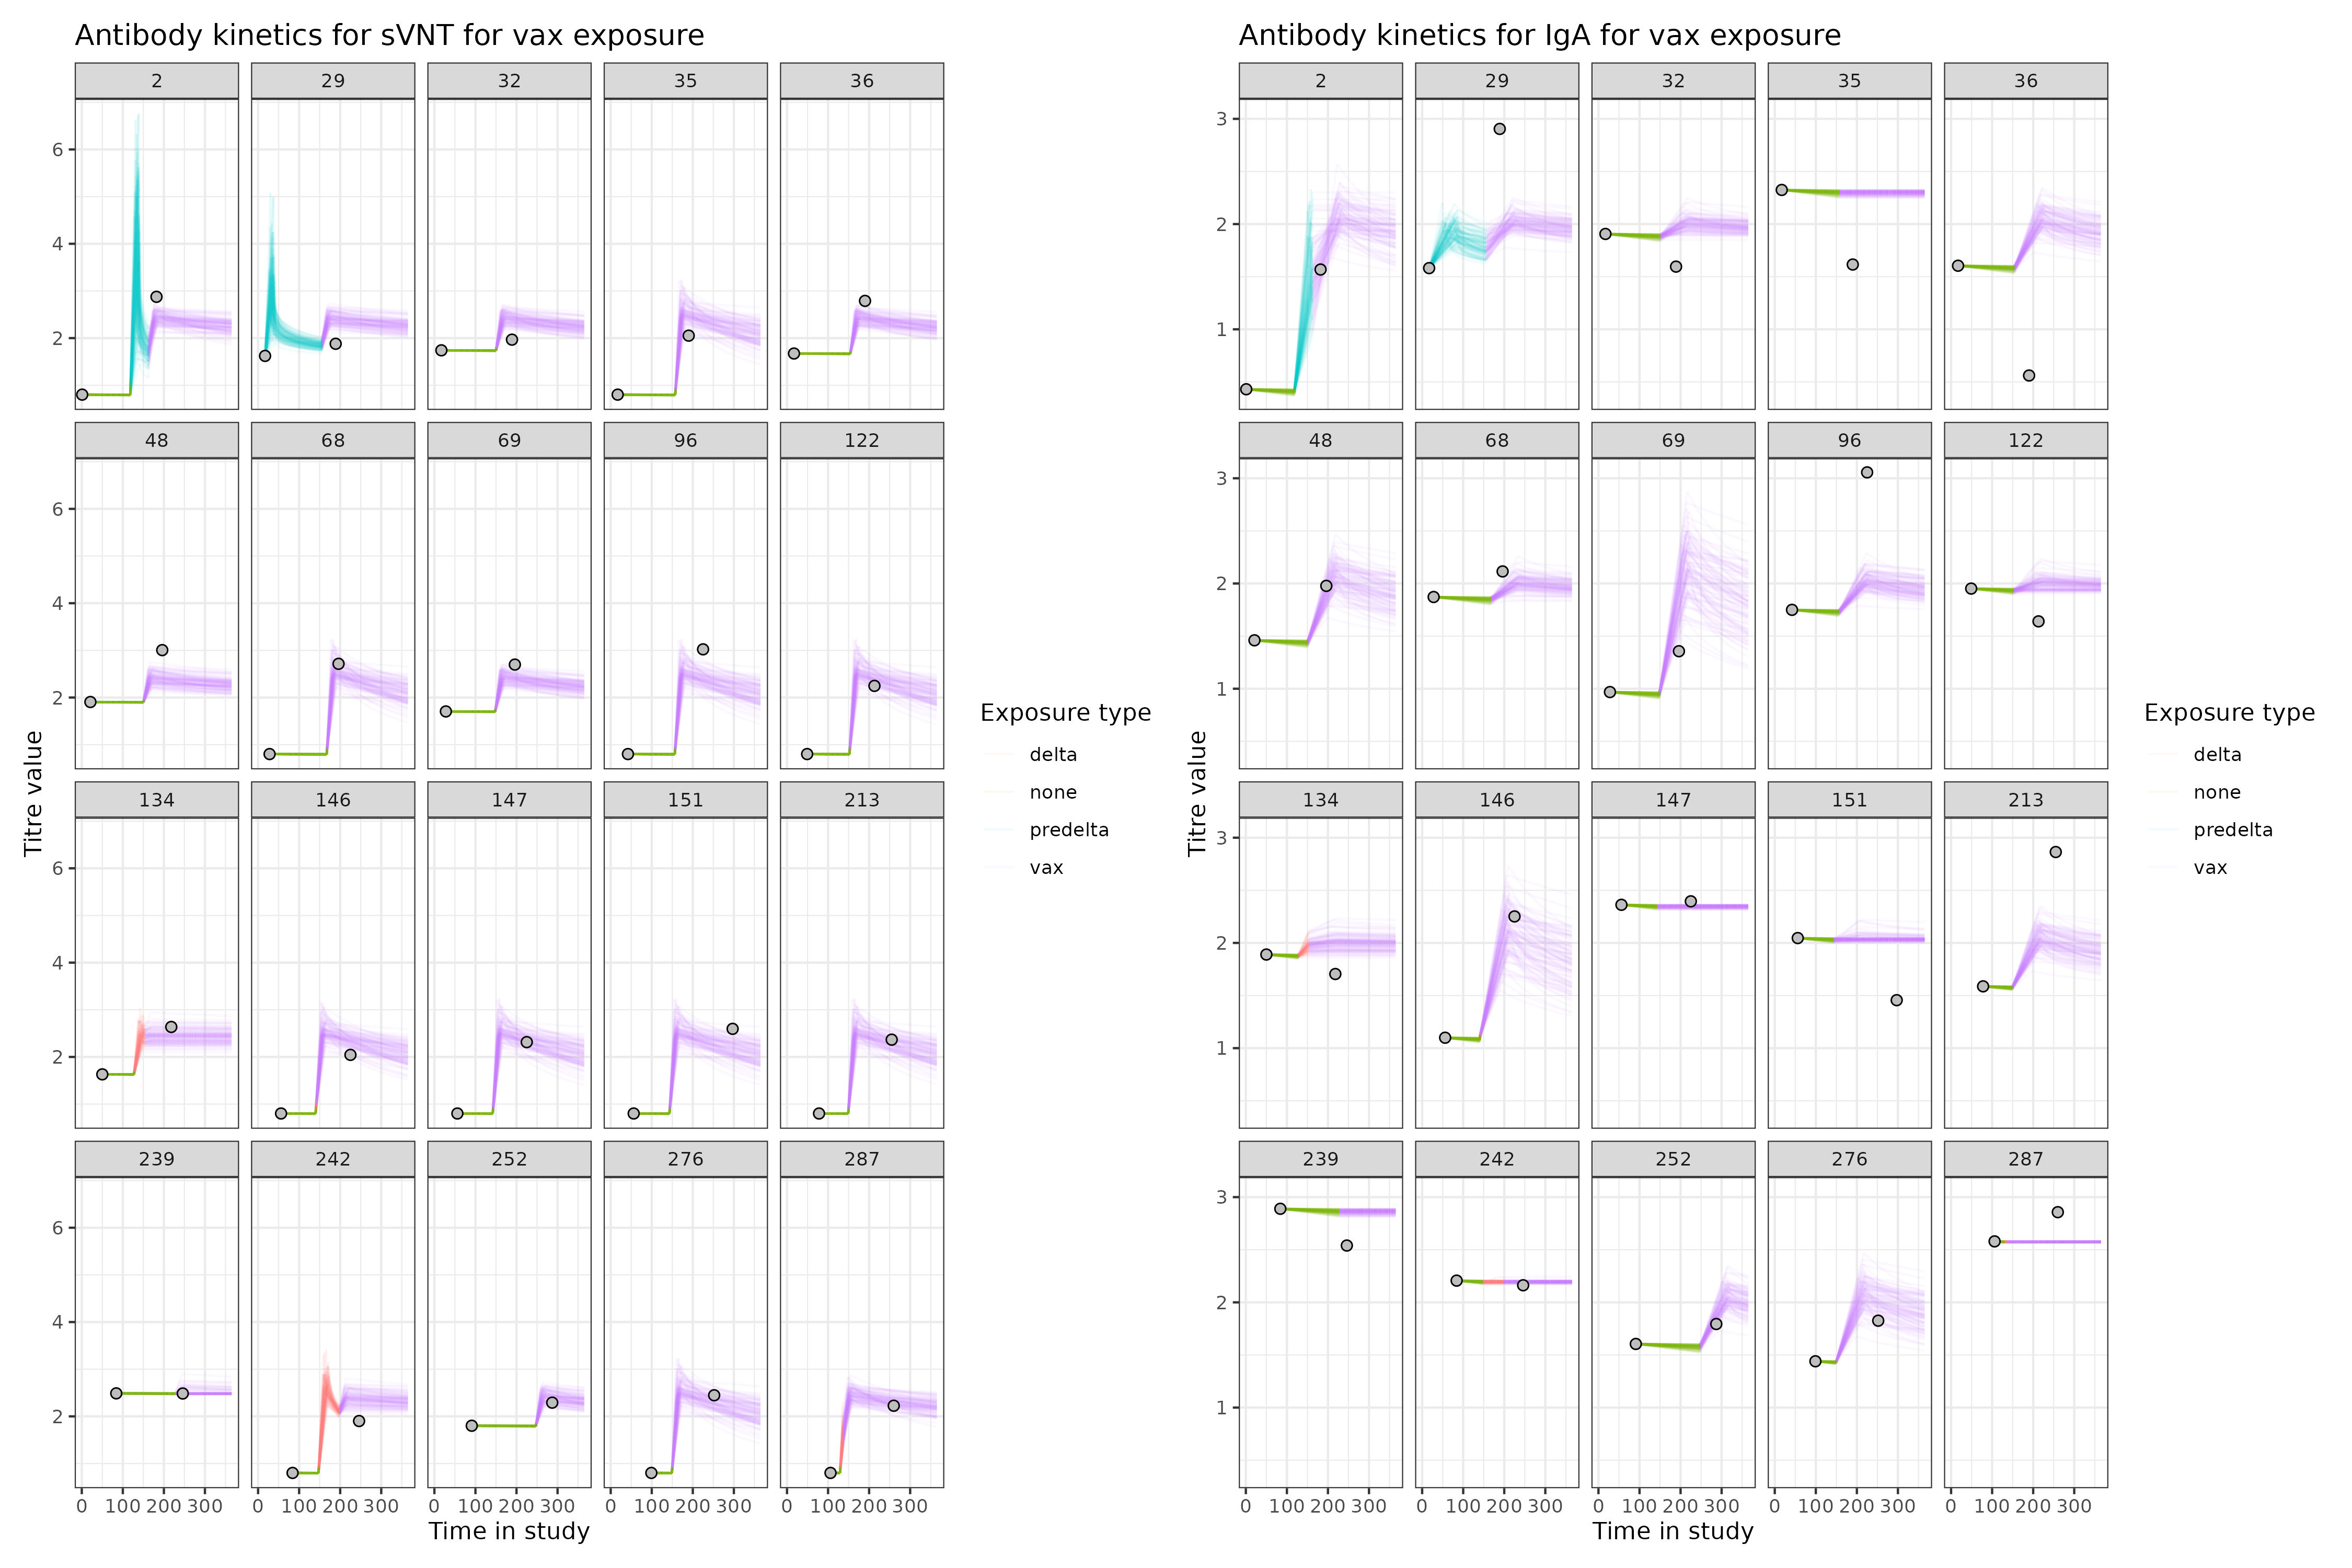 Antibody kinetics for sVNT for vax exposure
2 29 32 35 36
6
4
2
48 68 69 96 122
6
4
2
134 146 147 151 213
6
4
2
239 242 252 276 287
6
4
2
0 100 200 300 0 100 200 300 0 100 200 300 0 100 200 300 0 100 200 300
Time in study
Titre value
Exposure type
delta
none
predelta
vax
Antibody kinetics for IgA for vax exposure
2 29 32 35 36
3
2
1
48 68 69 96 122
3
2
1
134 146 147 151 213
3
2
1
239 242 252 276 287
3
2
1
0 100 200 300 0 100 200 300 0 100 200 300 0 100 200 300 0 100 200 300
Time in study
Titre value
Exposure type
delta
none
predelta
vax